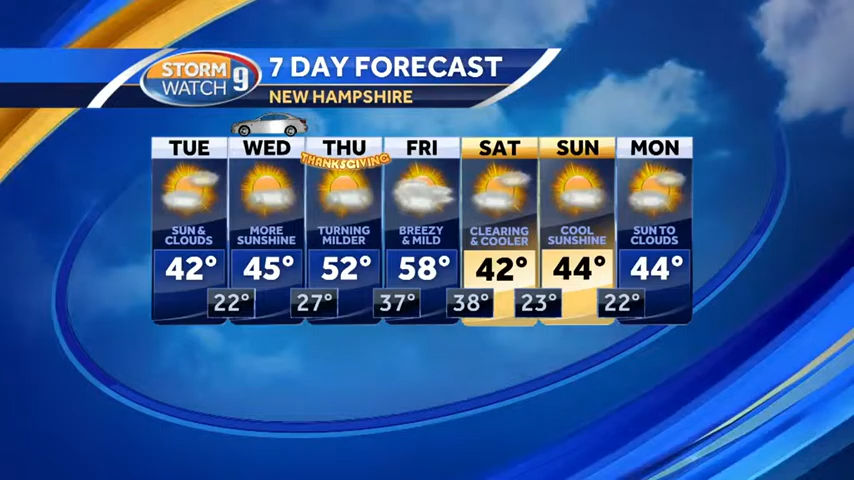 STORM
WATCH 9
7 DAY FORECAST
NEW HAMPSHIRE
TUE WED THU FRI SAT SUN MON
THANKSGIVING
SUN & CLOUDS
MORE SUNSHINE
TURNING MILDER
BREEZY & MILD
CLEARING & COOLER
COOL SUNSHINE
SUN TO CLOUDS
42° 45° 52° 58° 42° 44° 44°
22° 27° 37° 38° 23° 22°